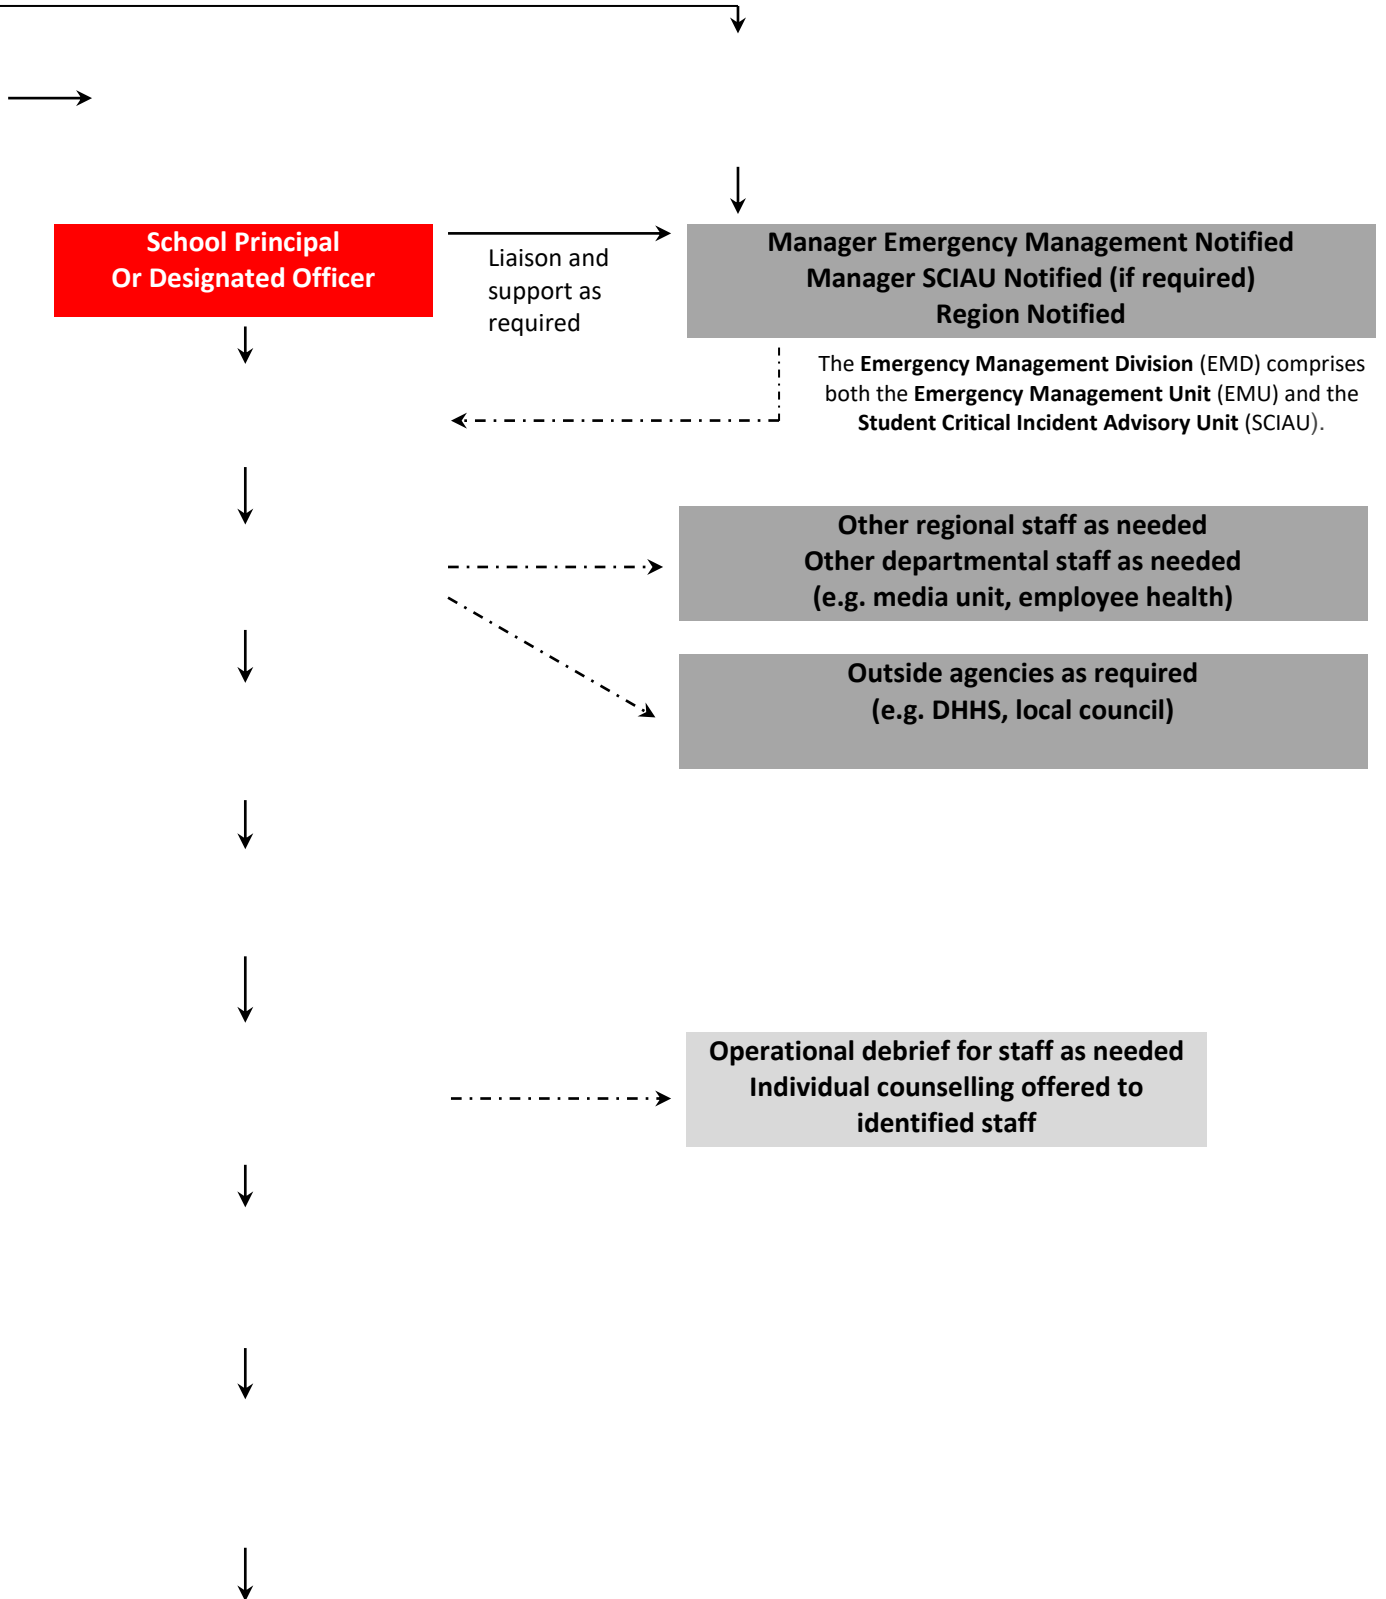 School Principal
Or Designated Officer
Liaison and
support as
required
Manager Emergency Management Notified
Manager SCIAU Notified (if required)
Region Notified
The Emergency Management Division (EMD) comprises
both the Emergency Management Unit (EMU) and the
Student Critical Incident Advisory Unit (SCIAU).
Other regional staff as needed
Other departmental staff as needed
(e.g. media unit, employee health)
Outside agencies as required
(e.g. DHHS, local council)
Operational debrief for staff as needed
Individual counselling offered to
identified staff